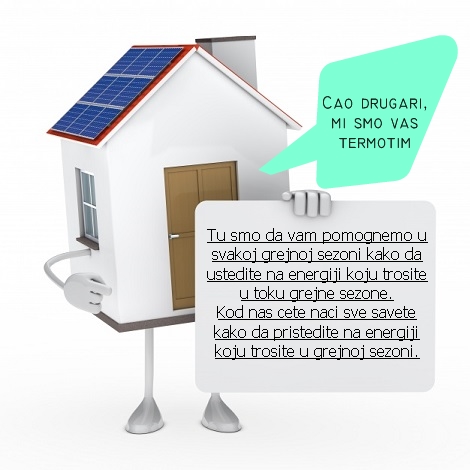 Cao drugari,
mi smo vas
termotim
Tu smo da vam pomognemo u
svakoj grejnoj sezoni kako da
ustedite na energiji koju trosite
u toku grejne sezone.
Kod nas cete naci sve savete
kako da pristedite na energiji
koju trosite u grejnoj sezoni.